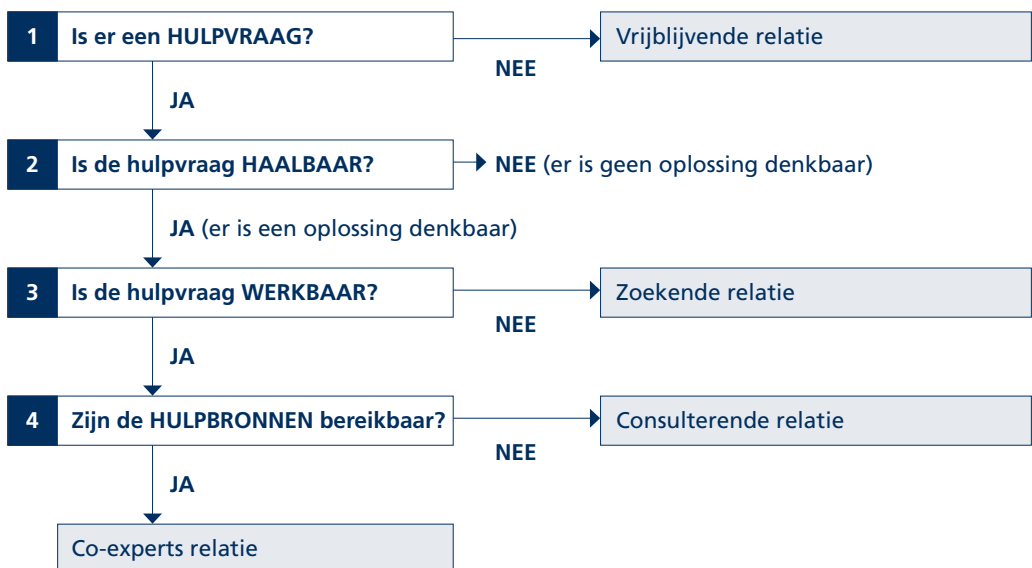 1 Is er een HULPVRAAG?
Vrijblijvende relatie
NEE
JA
2 Is de hulpvraag HAALBAAR?
NEE (er is geen oplossing denkbaar)
JA (er is een oplossing denkbaar)
3 Is de hulpvraag WERKBAAR?
Zoekende relatie
NEE
JA
4 Zijn de HULPBRONNEN bereikbaar?
Consulterende relatie
NEE
JA
Co-experts relatie